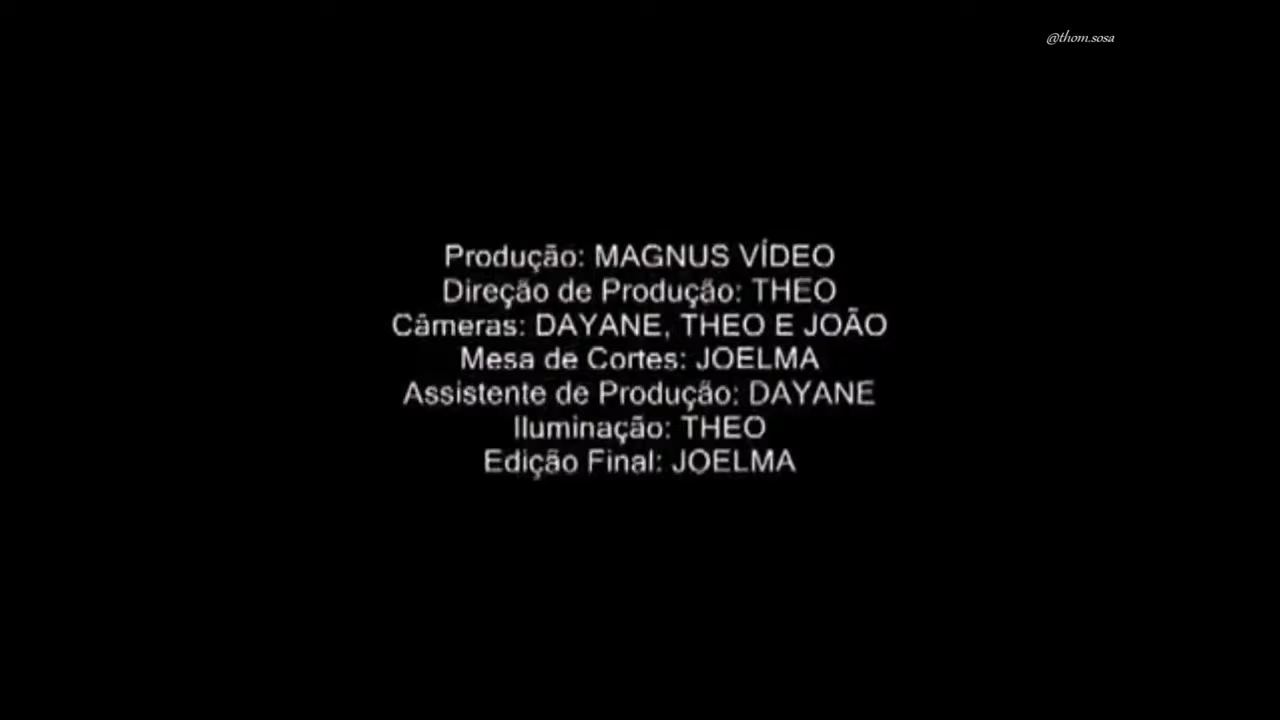 @thom.sosa
Produção: MAGNUS VÍDEO
Direção de Produção: THEO
Câmeras: DAYANE, THEO E JOÃO
Mesa de Cortes: JOELMA
Assistente de Produção: DAYANE
Iluminação: THEO
Edição Final: JOELMA